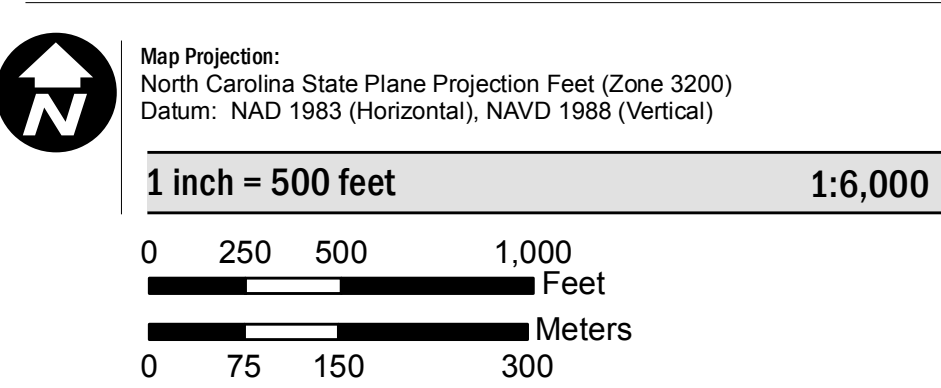 N
Map Projection:
North Carolina State Plane Projection Feet (Zone 3200)
Datum: NAD 1983 (Horizontal), NAVD 1988 (Vertical)
1 inch = 500 feet 1:6,000
0 250 500 1,000
Feet
Meters
0 75 150 300